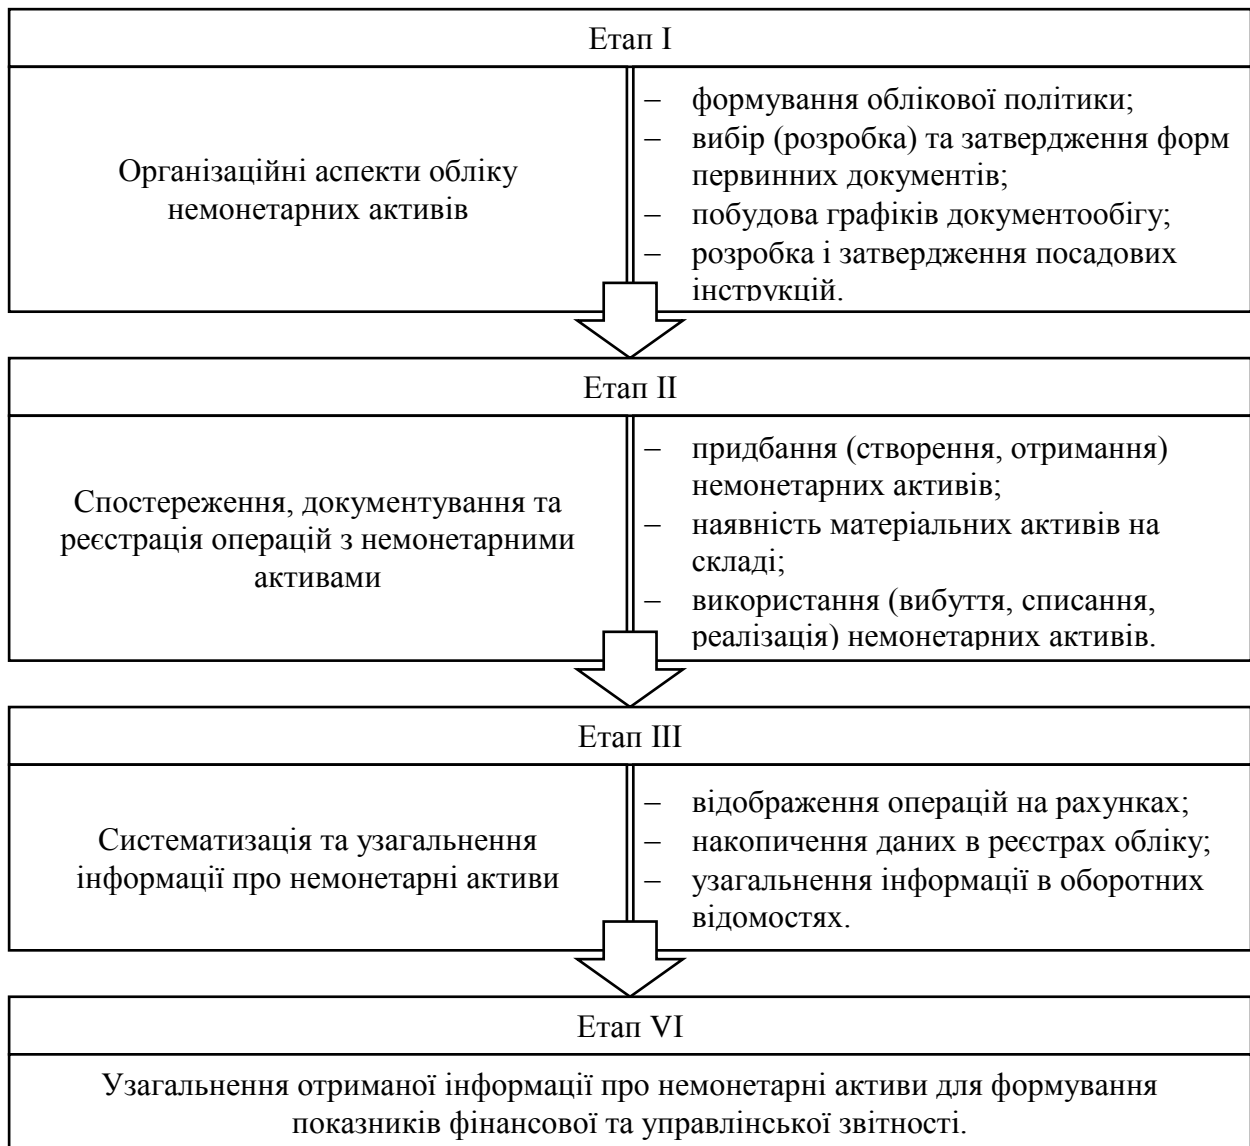 Етап I
Організаційні аспекти обліку
немонетарних активів
– формування облікової політики;
– вибір (розробка) та затвердження форм
первинних документів;
– побудова графіків документообігу;
– розробка і затвердження посадових
інструкцій.
Етап II
Спостереження, документування та
реєстрація операцій з немонетарними
активами
– придбання (створення, отримання)
немонетарних активів;
– наявність матеріальних активів на
складі;
– використання (вибуття, списання,
реалізація) немонетарних активів.
Етап III
Систематизація та узагальнення
інформації про немонетарні активи
– відображення операцій на рахунках;
– накопичення даних в реєстрах обліку;
– узагальнення інформації в оборотних
відомостях.
Етап VI
Узагальнення отриманої інформації про немонетарні активи для формування
показників фінансової та управлінської звітності.